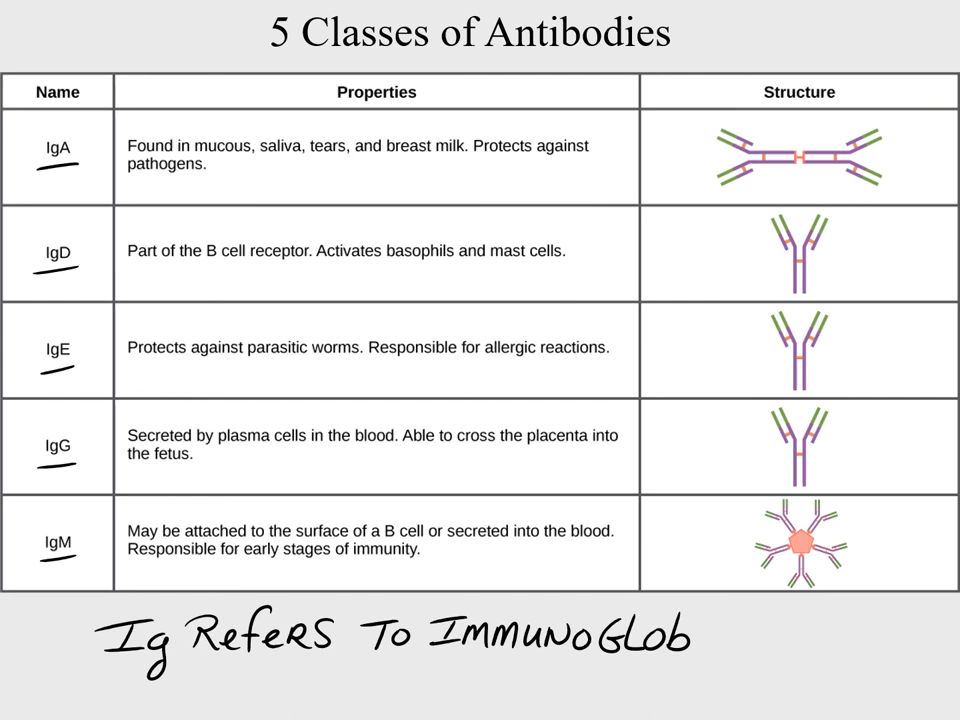 5 Classes of Antibodies
Name Properties Structure
IgA
Found in mucous, saliva, tears, and breast milk. Protects against
pathogens.
IgD
Part of the B cell receptor. Activates basophils and mast cells.
IgE
Protects against parasitic worms. Responsible for allergic reactions.
IgG
Secreted by plasma cells in the blood. Able to cross the placenta into
the fetus.
IgM
May be attached to the surface of a B cell or secreted into the blood.
Responsible for early stages of immunity.
Ig Refers To Immunoglob